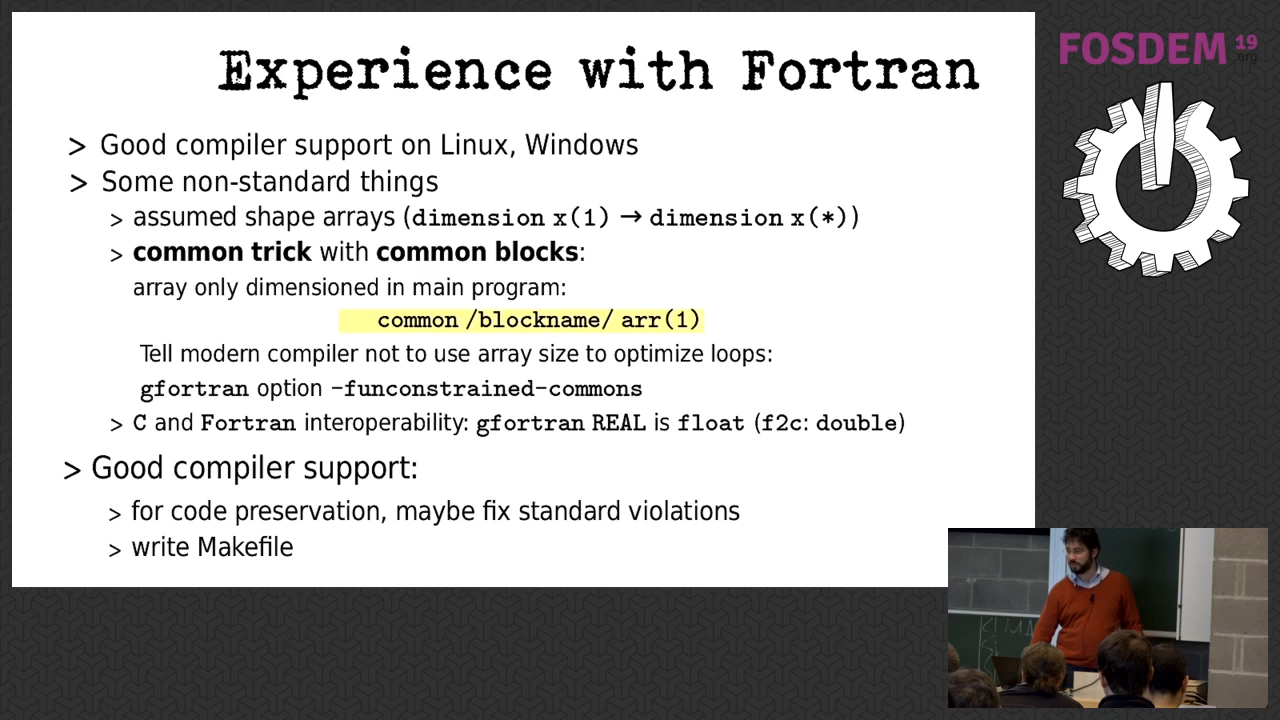 Experience with Fortran
FOSDEM 19
.org
> Good compiler support on Linux, Windows
> Some non-standard things
> assumed shape arrays (dimension x(1) → dimension x(*))
> common trick with common blocks:
array only dimensioned in main program:
common /blockname/ arr(1)
Tell modern compiler not to use array size to optimize loops:
gfortran option -funconstrained-commons
> C and Fortran interoperability: gfortran REAL is float (f2c: double)
> Good compiler support:
> for code preservation, maybe fix standard violations
> write Makefile